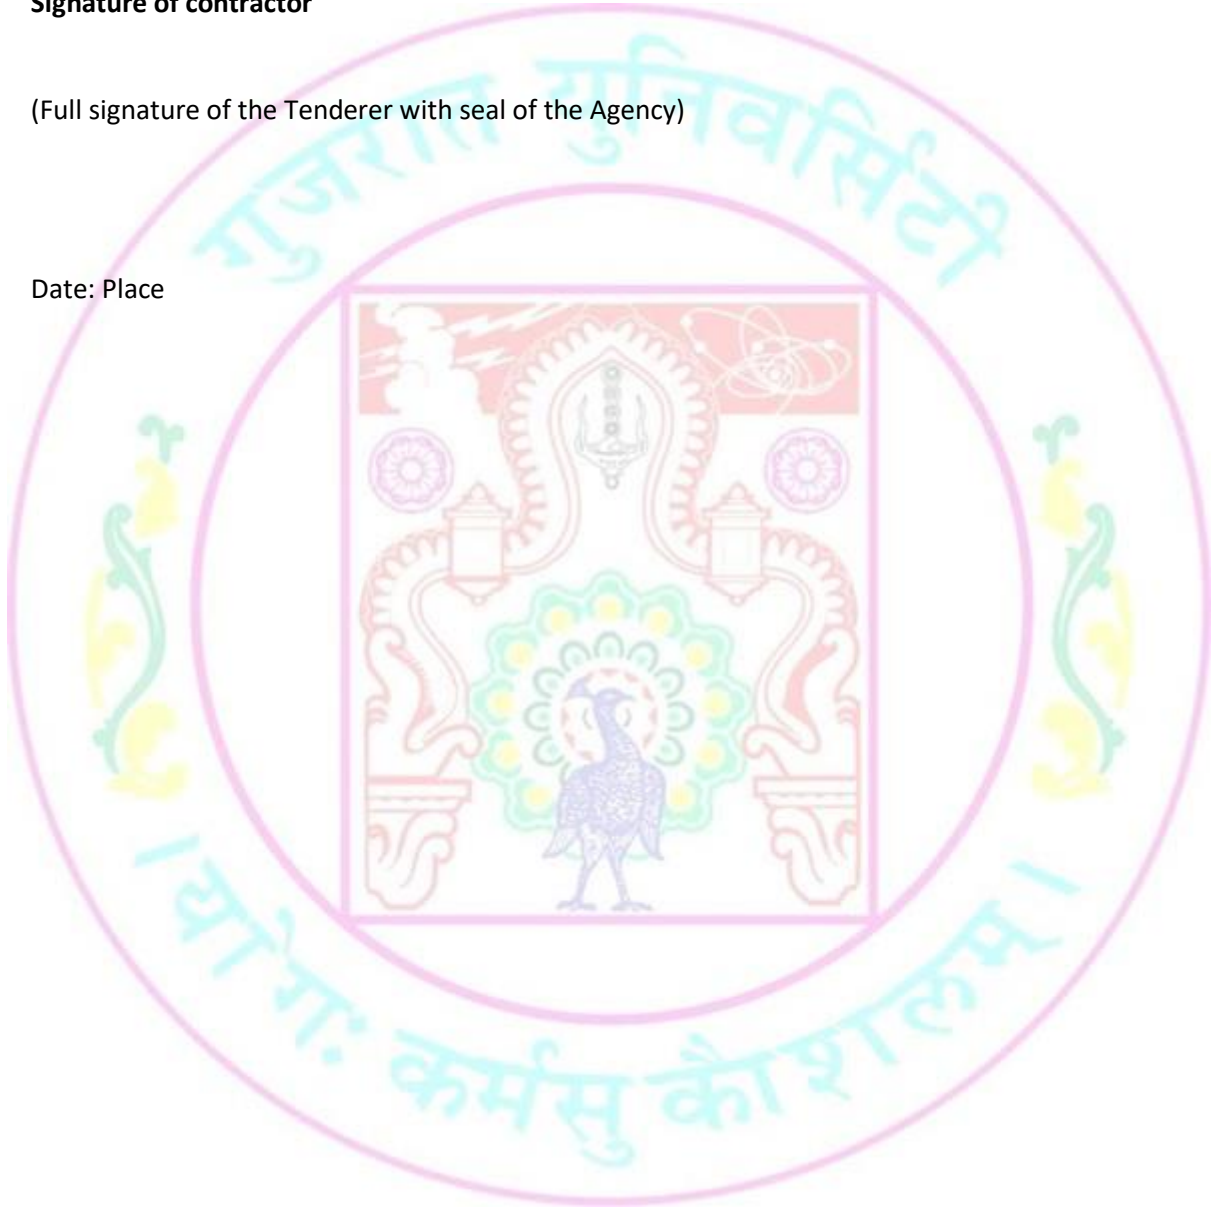 Signature of contractor
गुजरात युनिवर्सिटी
(Full signature of the Tenderer with seal of the Agency)
Date: Place
। योगः कर्मसु कौशलम् ।